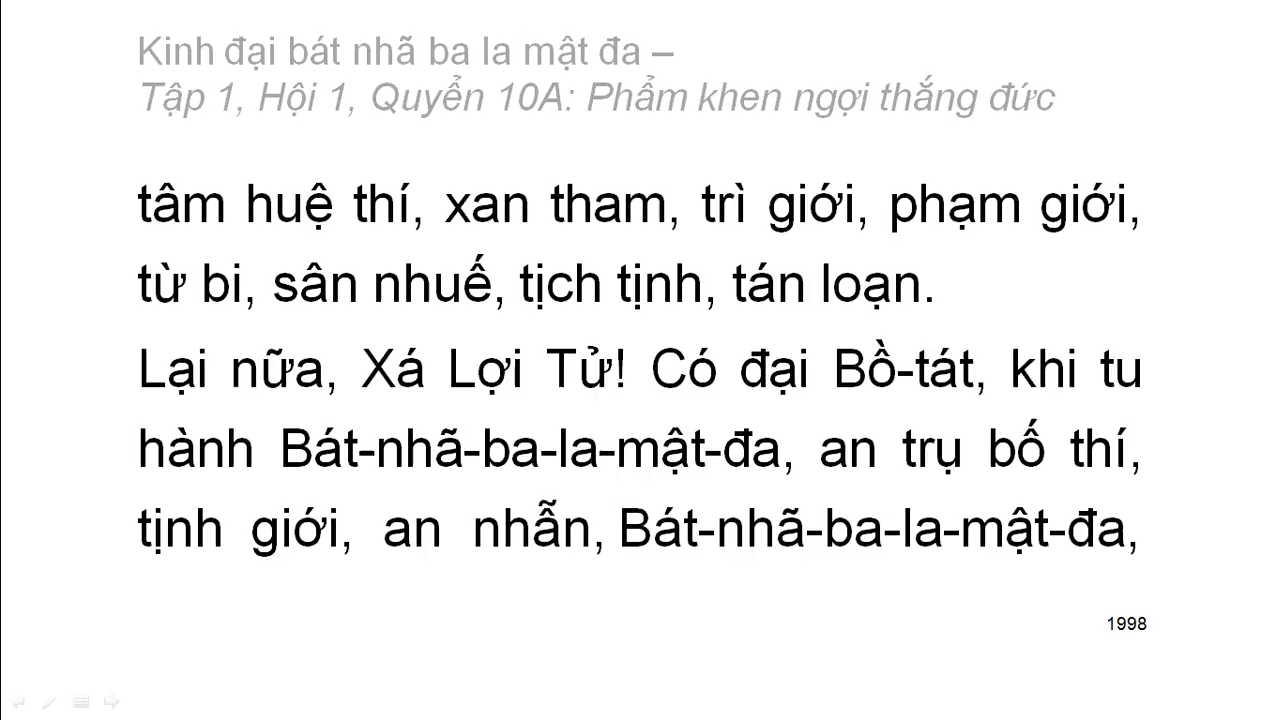 Kinh đại bát nhã ba la mật đa –
Tập 1, Hội 1, Quyển 10A: Phẩm khen ngợi thắng đức
tâm huệ thí, xan tham, trì giới, phạm giới,
từ bi, sân nhuế, tịch tịnh, tán loạn.
Lại nữa, Xá Lợi Tử! Có đại Bồ-tát, khi tu
hành Bát-nhã-ba-la-mật-đa, an trụ bố thí,
tịnh giới, an nhẫn, Bát-nhã-ba-la-mật-đa,
1998